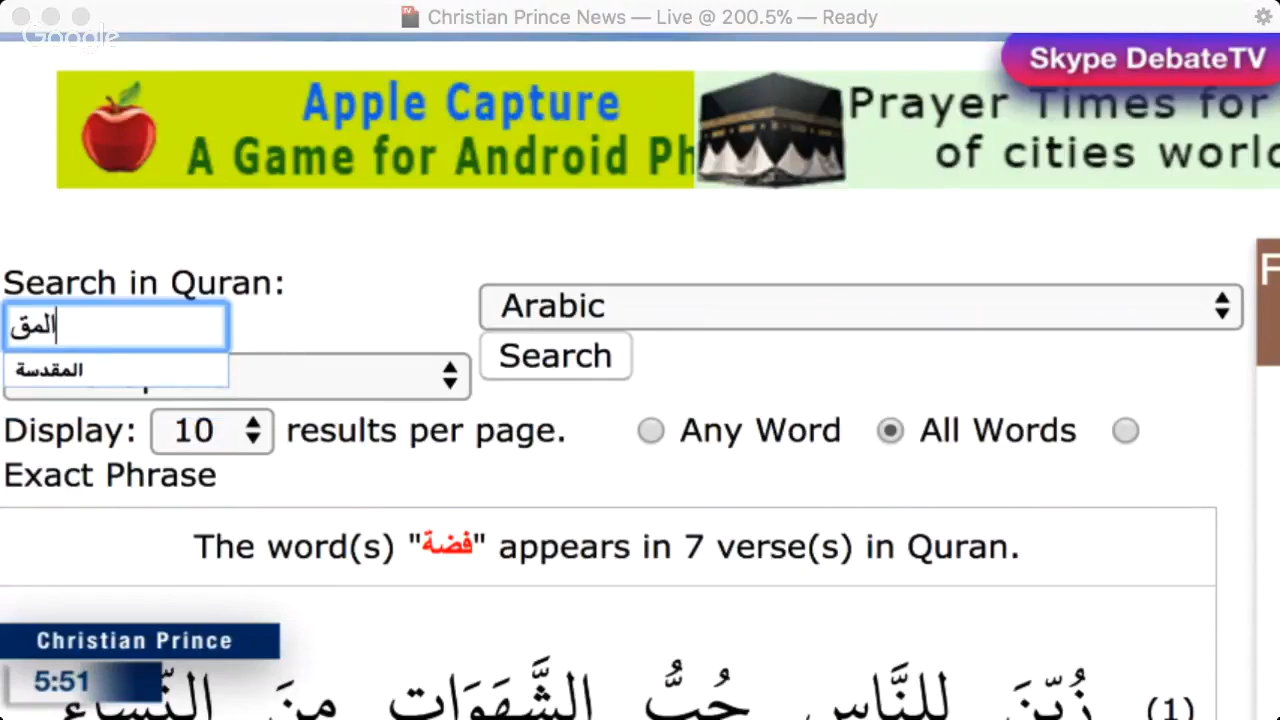 Christian Prince News — Live @ 200.5% — Ready
Google
Skype DebateTV
Apple Capture
A Game for Android Ph
Prayer Times for
of cities world
Search in Quran:
المق
Arabic
المقدسة
Search
Display: 10 results per page. Any Word All Words
Exact Phrase
The word(s) "فضة" appears in 7 verse(s) in Quran.
Christian Prince
5:51
(1) زُيِّنَ لِلنَّاسِ حُبُّ الشَّهَوَاتِ مِنَ النِّسَاءِ